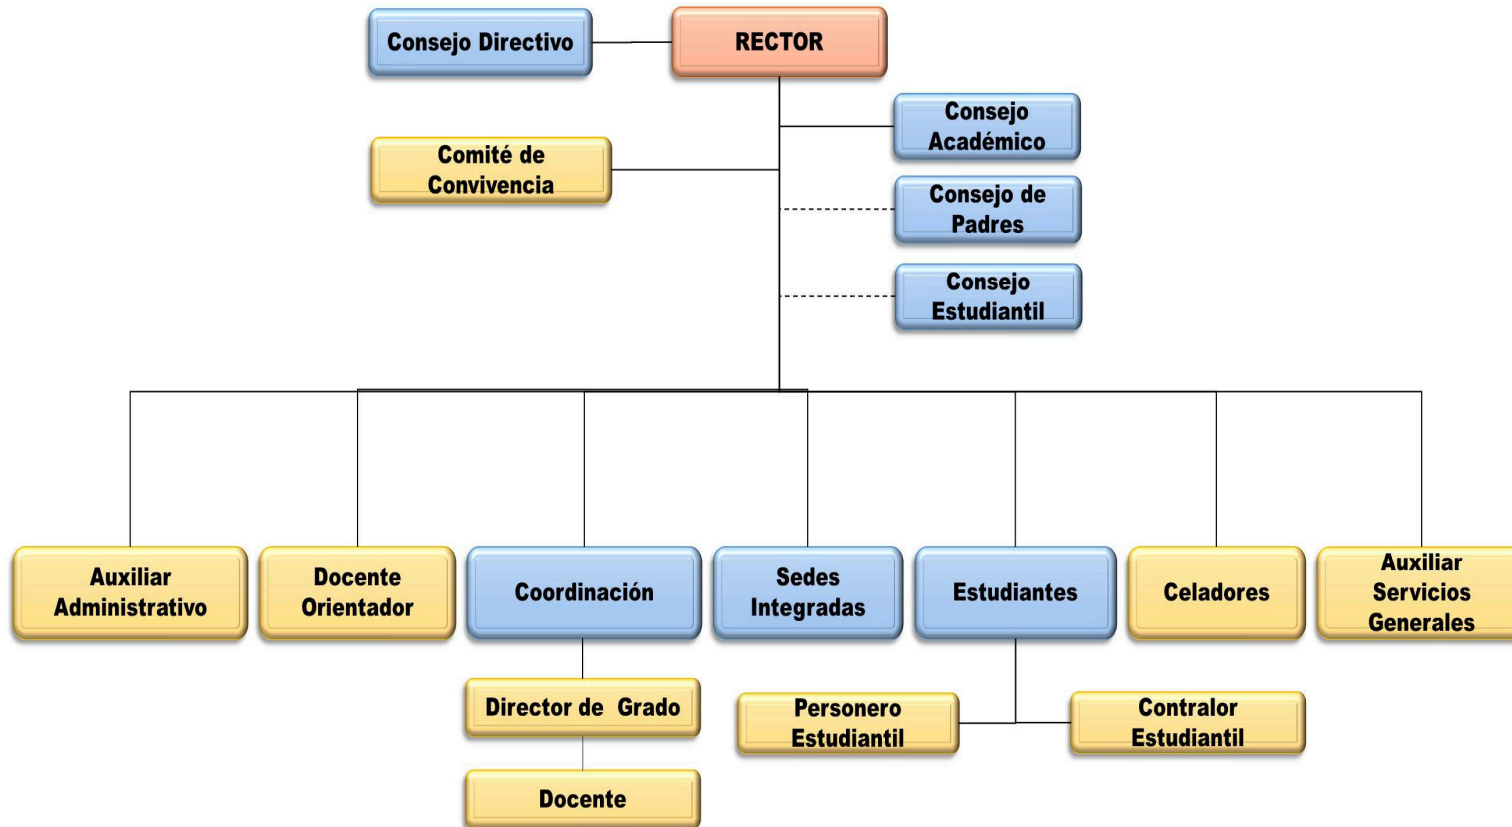 Consejo Directivo
RECTOR
Consejo
Académico
Comité de
Convivencia
Consejo de
Padres
Consejo
Estudiantil
Auxiliar
Administrativo
Docente
Orientador
Coordinación
Sedes
Integradas
Estudiantes
Celadores
Auxiliar
Servicios
Generales
Director de Grado
Personero
Estudiantil
Contralor
Estudiantil
Docente